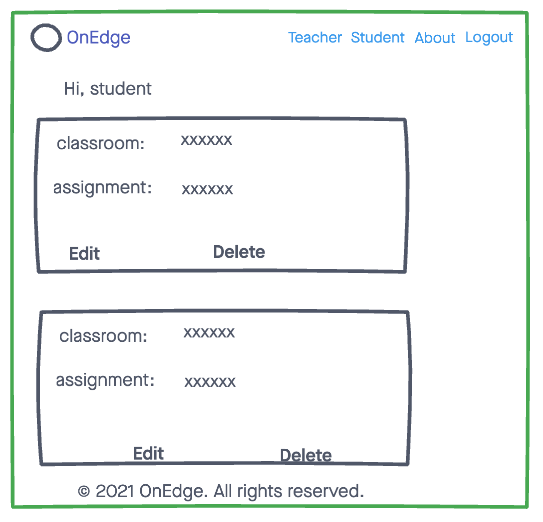 OnEdge Teacher Student About Logout
Hi, student
classroom: xxxxxx
assignment: xxxxxx
Edit Delete
classroom: xxxxxx
assignment: xxxxxx
Edit Delete
© 2021 OnEdge. All rights reserved.